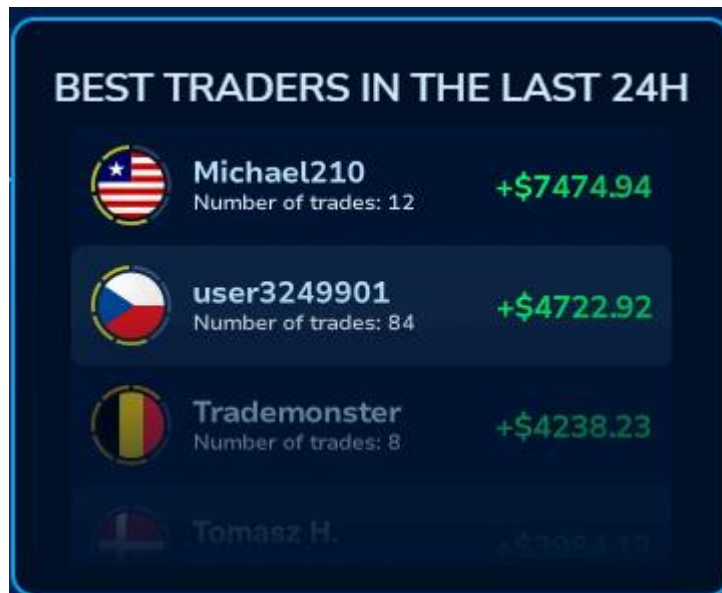 BEST TRADERS IN THE LAST 24H
Michael210
Number of trades: 12
+$7474.94
user3249901
Number of trades: 84
+$4722.92
Trademonster
Number of trades: 8
+$4238.23
Tomasz H.